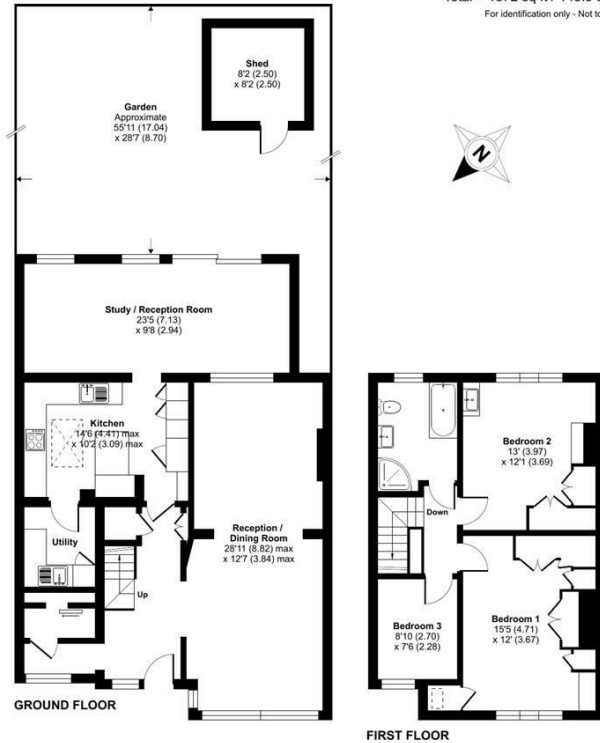 For identification only - Not to
Shed
8'2 (2.50)
x 8'2 (2.50)
Garden
Approximate
55'11 (17.04)
x 28'7 (8.70)
N
Study / Reception Room
23'5 (7.13)
x 9'8 (2.94)
Kitchen
14'6 (4.41) max
x 10'2 (3.09) max
Utility
Reception /
Dining Room
28'11 (8.82) max
x 12'7 (3.84) max
Up
GROUND FLOOR
Bedroom 2
13' (3.97)
x 12'1 (3.69)
Down
Bedroom 1
15'5 (4.71)
x 12' (3.67)
Bedroom 3
8'10 (2.70)
x 7'6 (2.28)
FIRST FLOOR